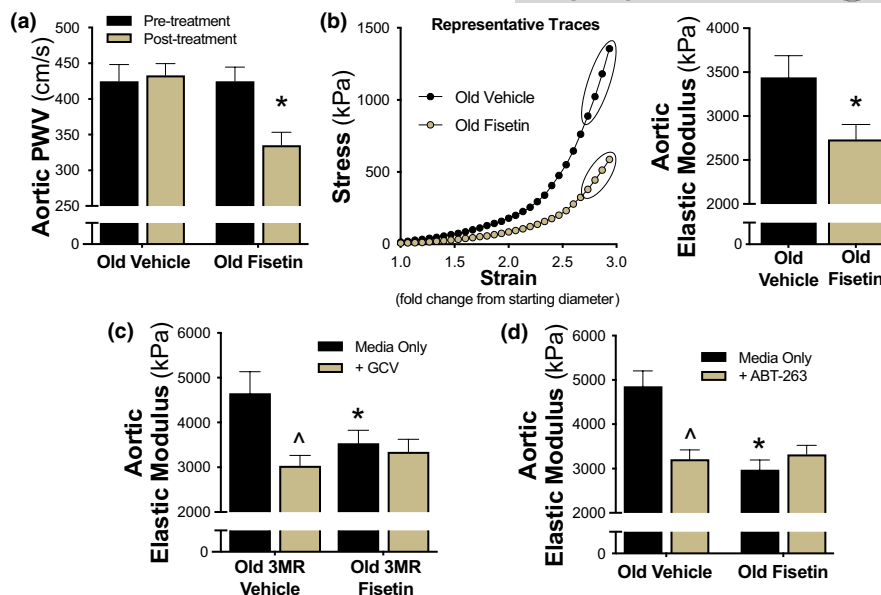 (a)
Pre-treatment
Post-treatment
Aortic PWV (cm/s)
450
400
350
300
250
0
*
Old Vehicle
Old Fisetin
(b)
Representative Traces
Old Vehicle
Old Fisetin
Stress (kPa)
1500
1000
500
0
1.0
1.5
2.0
2.5
3.0
Strain
(fold change from starting diameter)
Aortic
Elastic Modulus (kPa)
4000
3500
3000
2500
2000
0
*
Old
Vehicle
Old
Fisetin
(c)
Media Only
+ GCV
Aortic
Elastic Modulus (kPa)
6000
5000
4000
3000
2000
0
^
*
Old 3MR
Vehicle
Old 3MR
Fisetin
(d)
Media Only
+ ABT-263
Aortic
Elastic Modulus (kPa)
6000
5000
4000
3000
2000
0
^
*
Old Vehicle
Old Fisetin